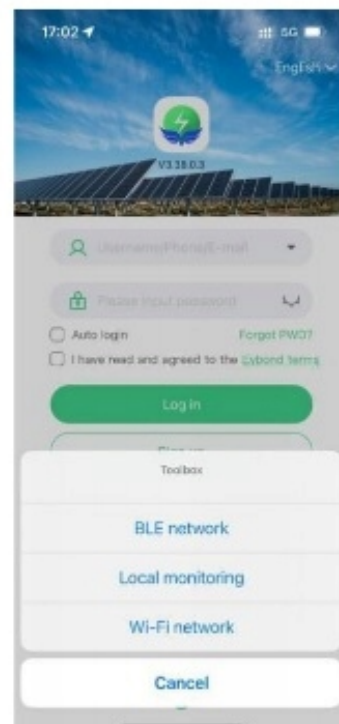 17:02
5G
English
V3.38.0.3
Username/Phone/E-mail
Please input password
Auto login
Forgot PWD?
I have read and agreed to the Eybond terms
Log in
Sign up
Toolbox
BLE network
Local monitoring
Wi-Fi network
Cancel